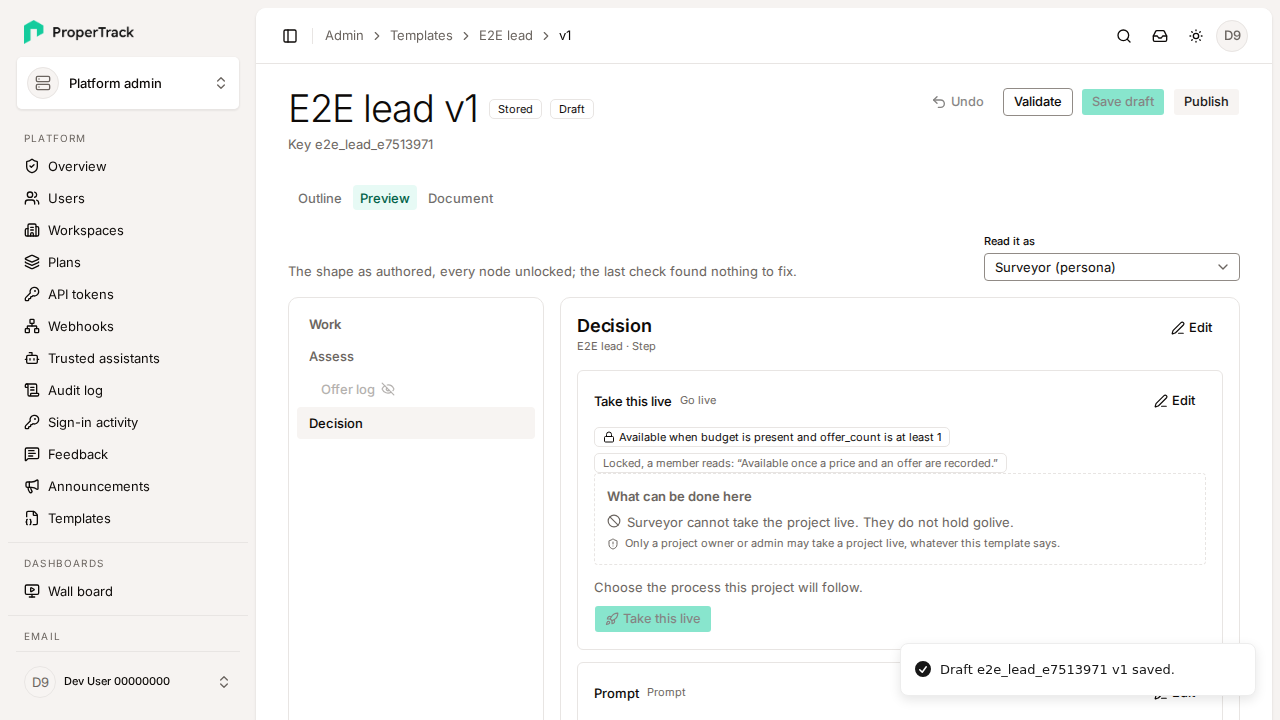 ProperTrack
Platform admin
PLATFORM
Overview
Users
Workspaces
Plans
API tokens
Webhooks
Trusted assistants
Audit log
Sign-in activity
Feedback
Announcements
Templates
DASHBOARDS
Wall board
EMAIL
D9 Dev User 00000000
Admin > Templates > E2E lead > v1
D9
E2E lead v1 Stored Draft
Undo Validate Save draft Publish
Key e2e_lead_e7513971
Outline Preview Document
Read it as
The shape as authored, every node unlocked; the last check found nothing to fix.
Surveyor (persona)
Work
Assess
Offer log
Decision
Decision
Edit
E2E lead · Step
Take this live Go live
Edit
Available when budget is present and offer_count is at least 1
Locked, a member reads: “Available once a price and an offer are recorded.”
What can be done here
Surveyor cannot take the project live. They do not hold golive.
Only a project owner or admin may take a project live, whatever this template says.
Choose the process this project will follow.
Take this live
Prompt Prompt
Draft e2e_lead_e7513971 v1 saved.